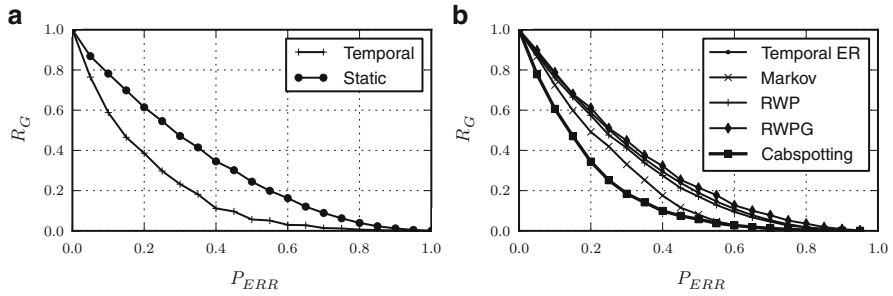 a
1.0
0.8
0.6
0.4
0.2
0.0
R_G
0.0 0.2 0.4 0.6 0.8 1.0
P_ERR
Temporal
Static
b
1.0
0.8
0.6
0.4
0.2
0.0
R_G
0.0 0.2 0.4 0.6 0.8 1.0
P_ERR
Temporal ER
Markov
RWP
RWPG
Cabspotting